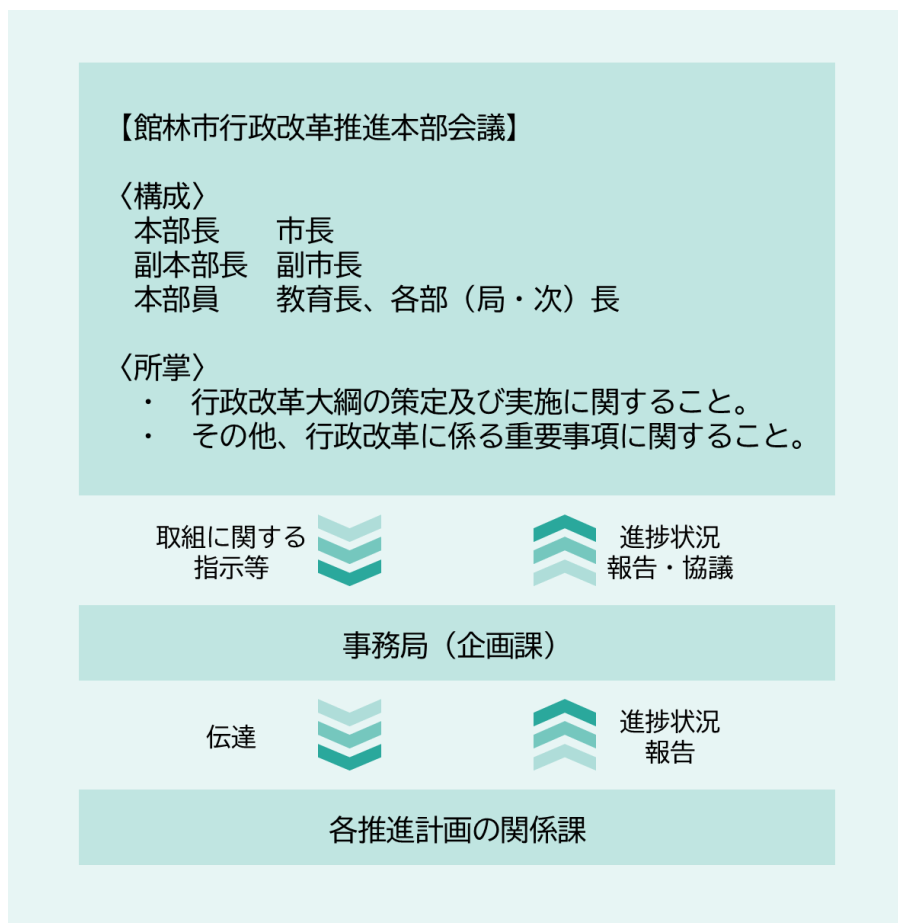 【館林市行政改革推進本部会議】
〈構成〉
本部長　　市長
副本部長　副市長
本部員　　教育長、各部（局・次）長
〈所掌〉
・　行政改革大綱の策定及び実施に関すること。
・　その他、行政改革に係る重要事項に関すること。
取組に関する
指示等
進捗状況
報告・協議
事務局（企画課）
伝達
進捗状況
報告
各推進計画の関係課